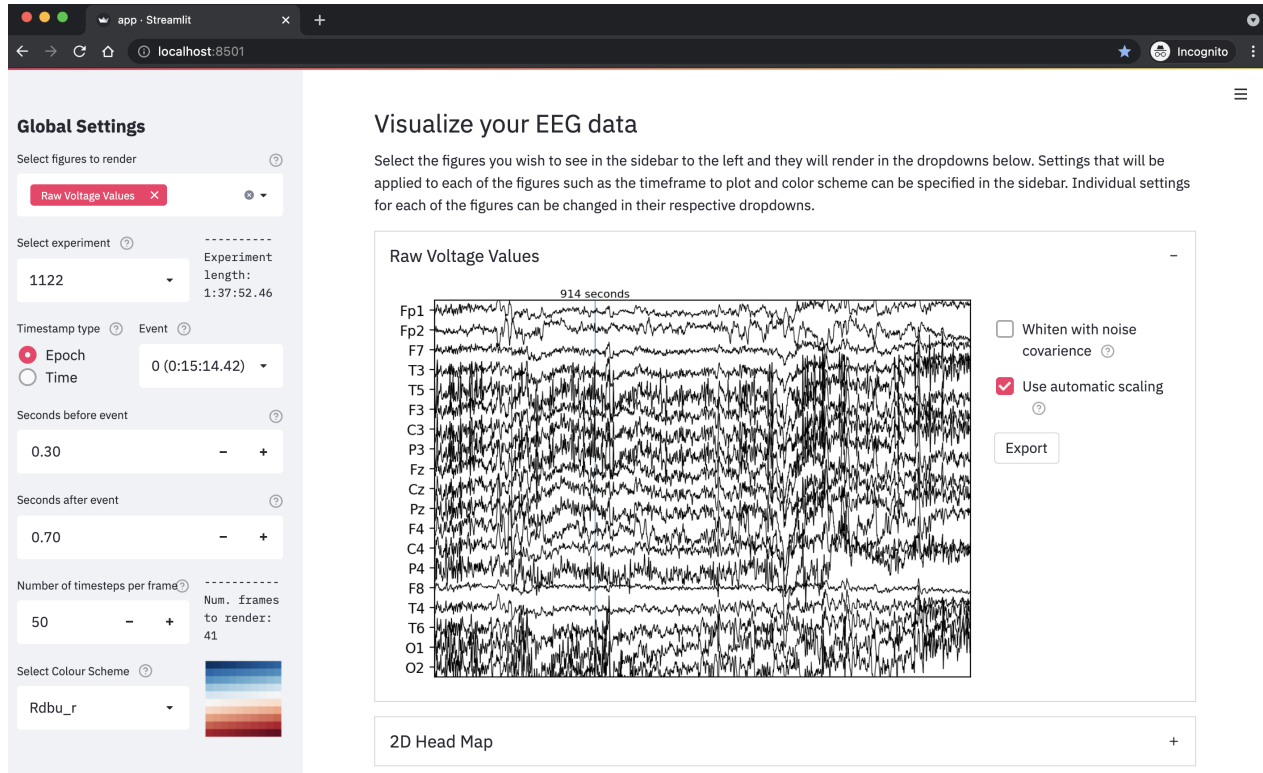 app · Streamlit
localhost:8501
Incognito
Global Settings
Select figures to render
Raw Voltage Values
Select experiment
1122
----------
Experiment
length:
1:37:52.46
Timestamp type
Event
Epoch
Time
0 (0:15:14.42)
Seconds before event
0.30
Seconds after event
0.70
Number of timesteps per frame
50
-----------
Num. frames
to render:
41
Select Colour Scheme
Rdbu_r
Visualize your EEG data
Select the figures you wish to see in the sidebar to the left and they will render in the dropdowns below. Settings that will be
applied to each of the figures such as the timeframe to plot and color scheme can be specified in the sidebar. Individual settings
for each of the figures can be changed in their respective dropdowns.
Raw Voltage Values
914 seconds
Fp1
Fp2
F7
T3
T5
F3
C3
P3
Fz
Cz
Pz
F4
C4
P4
F8
T4
T6
O1
O2
Whiten with noise
covarience
Use automatic scaling
Export
2D Head Map